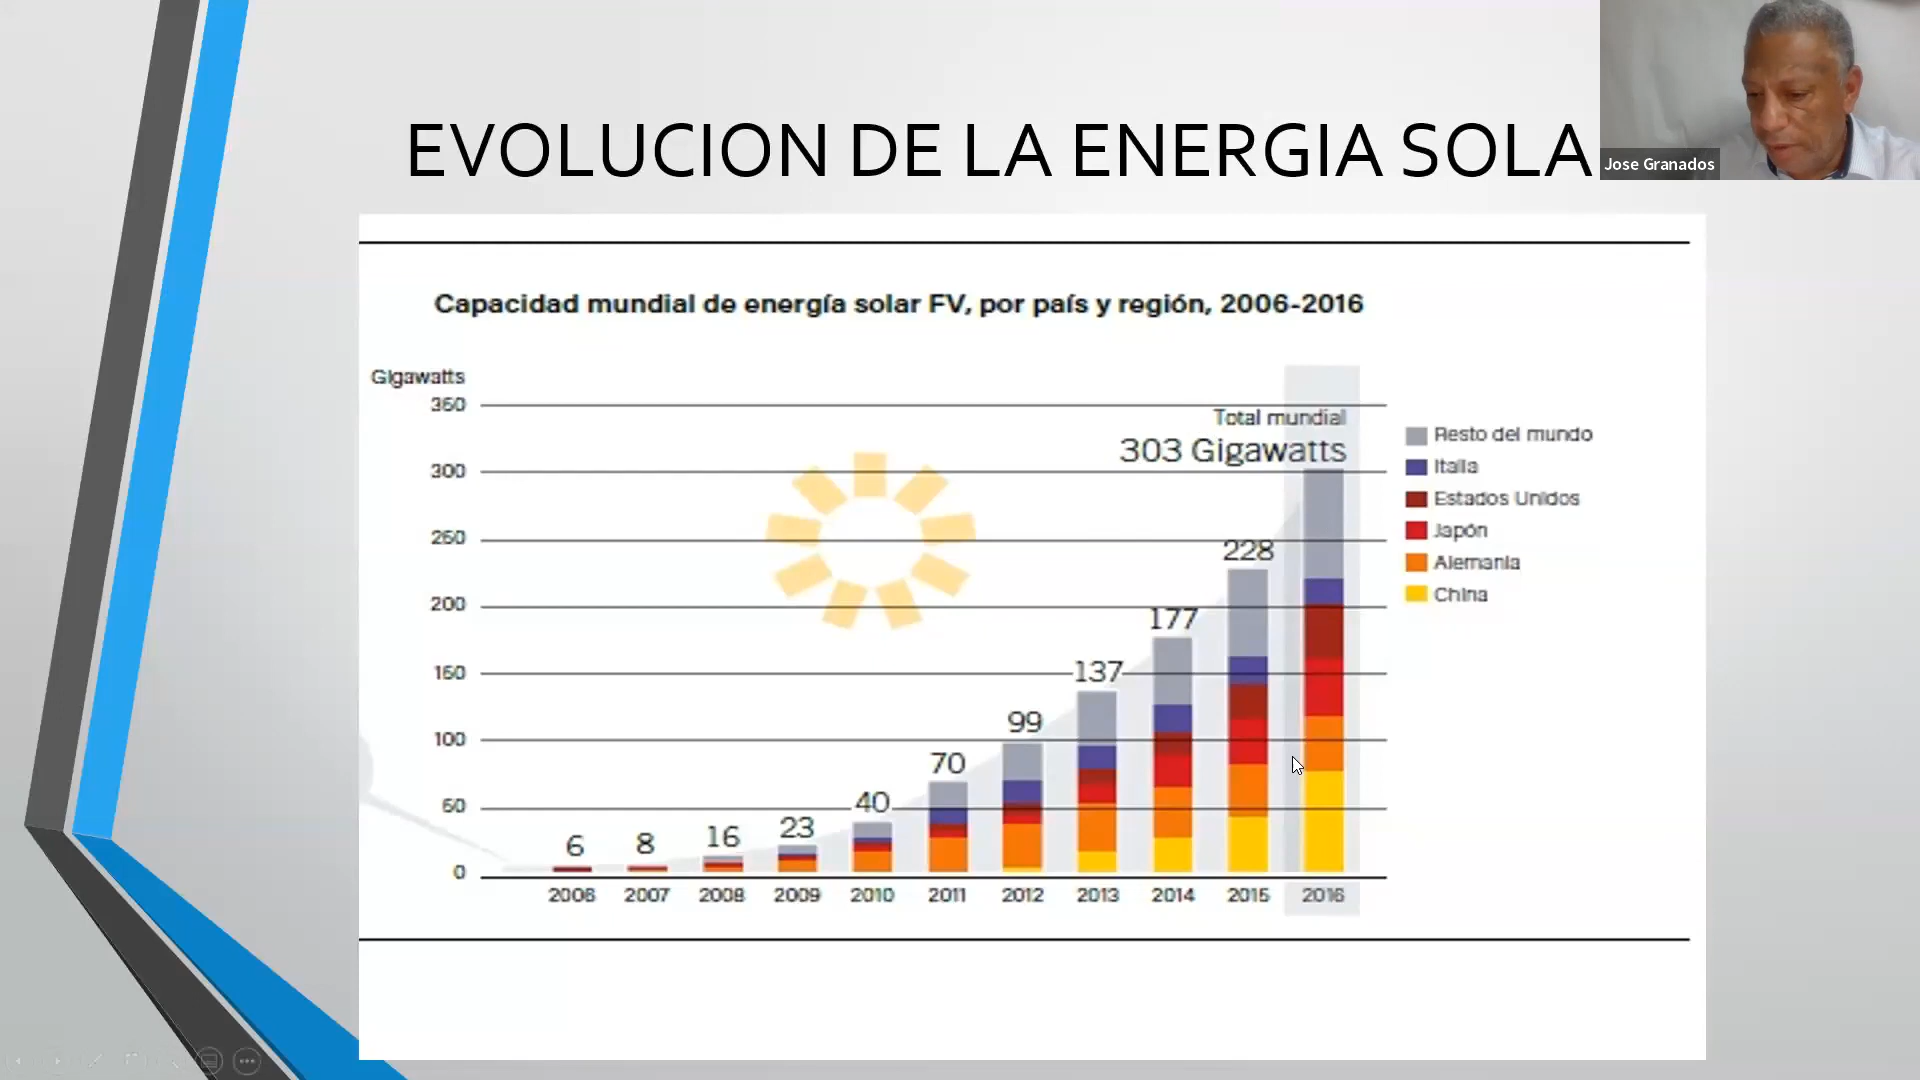 EVOLUCION DE LA ENERGIA SOLA
Jose Granados
Capacidad mundial de energía solar FV, por país y región, 2006-2016
Gigawatts
350
300
250
200
150
100
50
0
Total mundial
303 Gigawatts
228
177
137
99
70
40
23
16
8
6
2006 2007 2008 2009 2010 2011 2012 2013 2014 2015 2016
Resto del mundo
Italia
Estados Unidos
Japón
Alemania
China